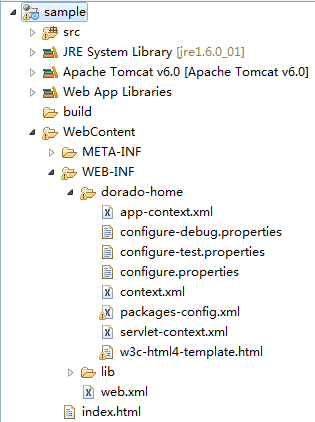 sample
src
JRE System Library [jre1.6.0_01]
Apache Tomcat v6.0 [Apache Tomcat v6.0]
Web App Libraries
build
WebContent
META-INF
WEB-INF
dorado-home
app-context.xml
configure-debug.properties
configure-test.properties
configure.properties
context.xml
packages-config.xml
servlet-context.xml
w3c-html4-template.html
lib
web.xml
index.html